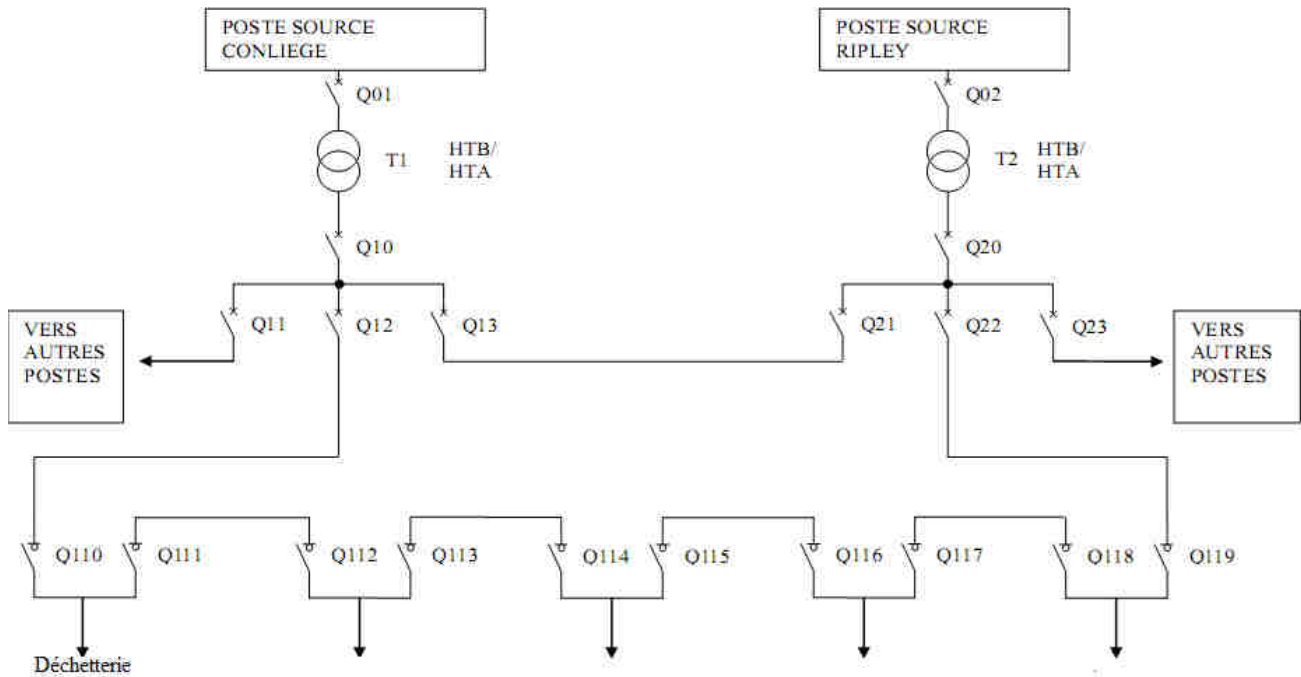 POSTE SOURCE
CONLIEGE
POSTE SOURCE
RIPLEY
Q01
Q02
T1
HTB/
HTA
T2
HTB/
HTA
Q10
Q20
Q11
Q12
Q13
Q21
Q22
Q23
VERS
AUTRES
POSTES
VERS
AUTRES
POSTES
Q110
Q111
Q112
Q113
Q114
Q115
Q116
Q117
Q118
Q119
Déchetterie